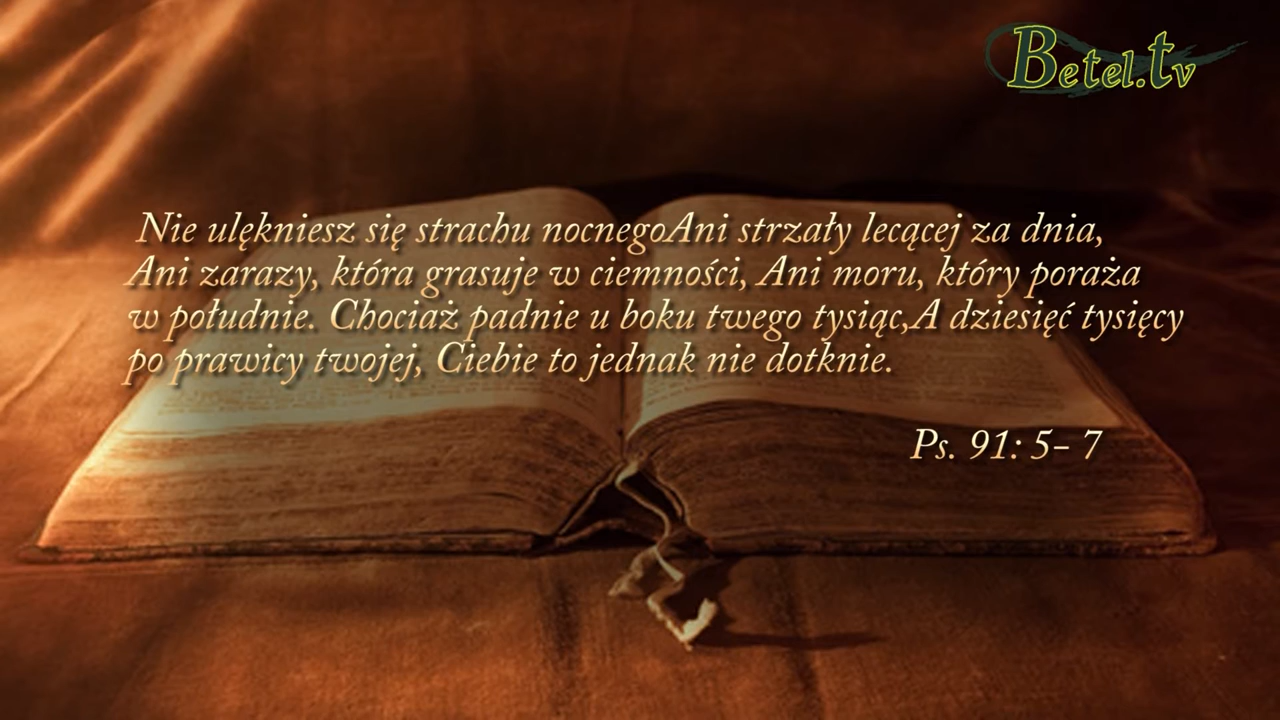 Betel.tv
Nie ulękniesz się strachu nocnegoAni strzały lecącej za dnia,
Ani zarazy, która grasuje w ciemności, Ani moru, który poraża
w południe. Chociaż padnie u boku twego tysiąc,A dziesięć tysięcy
po prawicy twojej, Ciebie to jednak nie dotknie.
Ps. 91: 5– 7